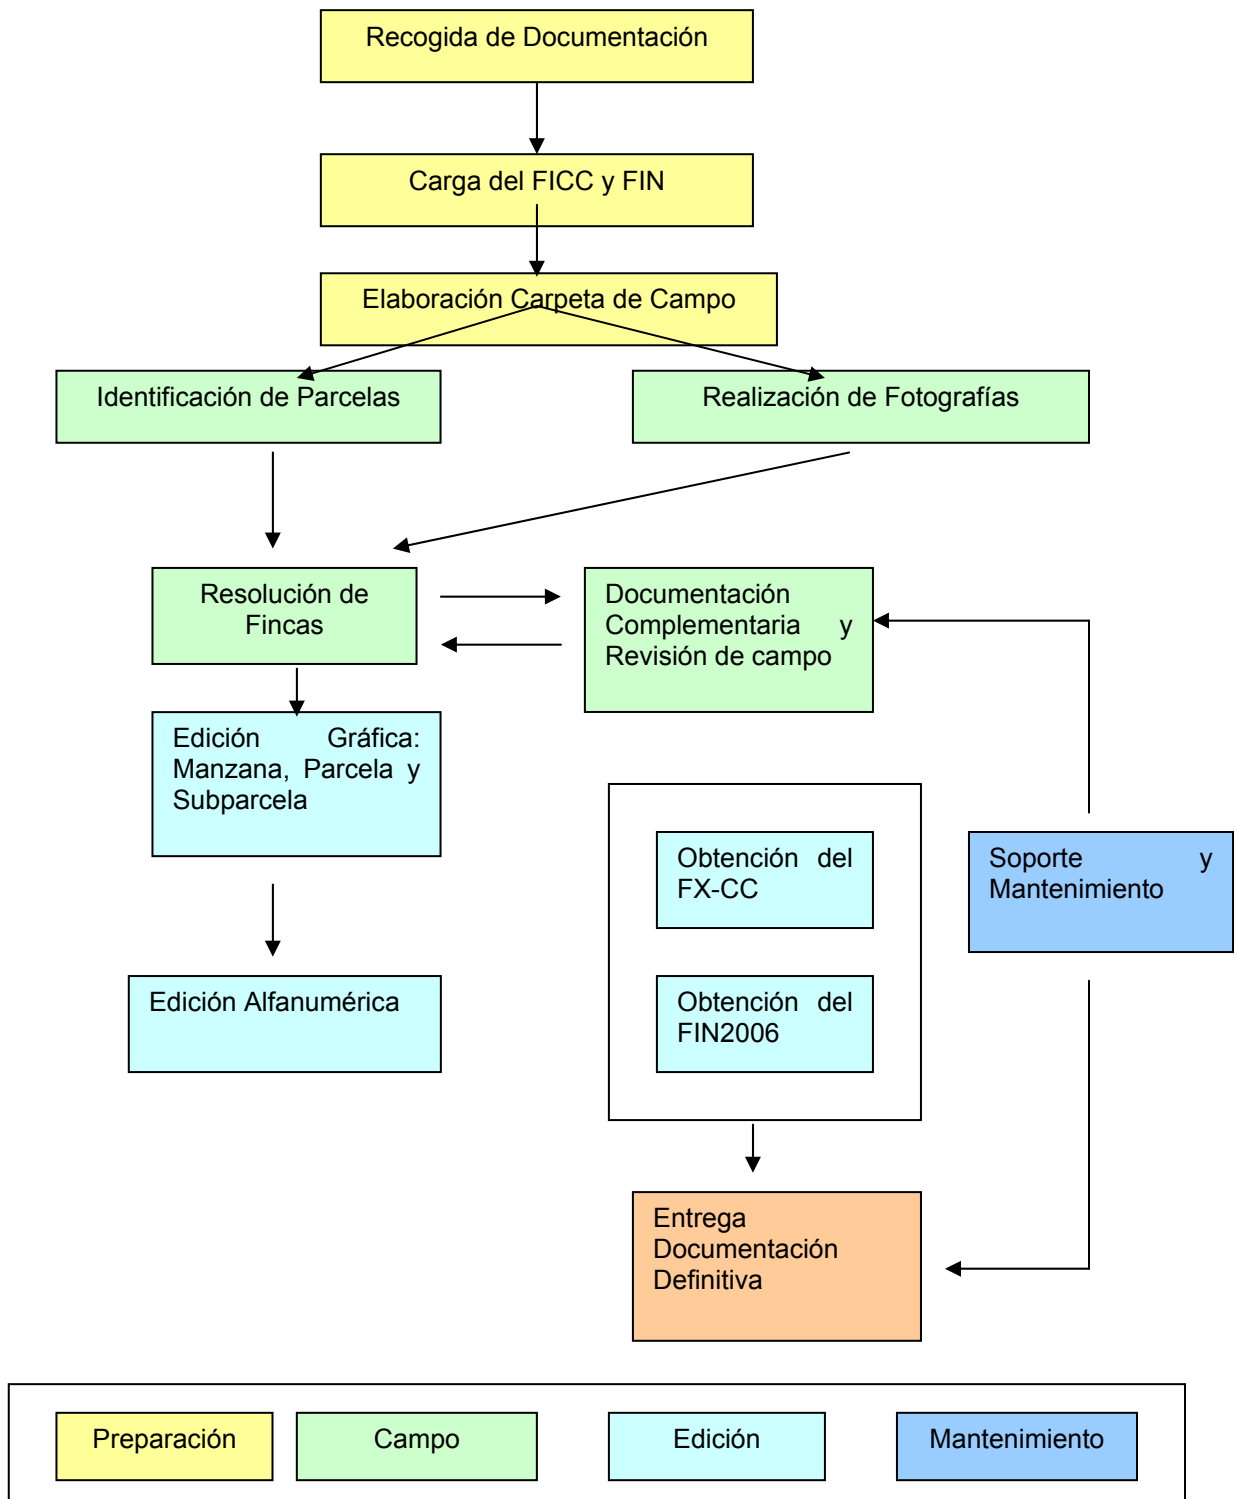 Recogida de Documentación
Carga del FICC y FIN
Elaboración Carpeta de Campo
Identificación de Parcelas
Realización de Fotografías
Resolución de
Fincas
Documentación
Complementaria y
Revisión de campo
Edición Gráfica:
Manzana, Parcela y
Subparcela
Obtención del
FX-CC
Soporte y
Mantenimiento
Edición Alfanumérica
Obtención del
FIN2006
Entrega
Documentación
Definitiva
Preparación
Campo
Edición
Mantenimiento